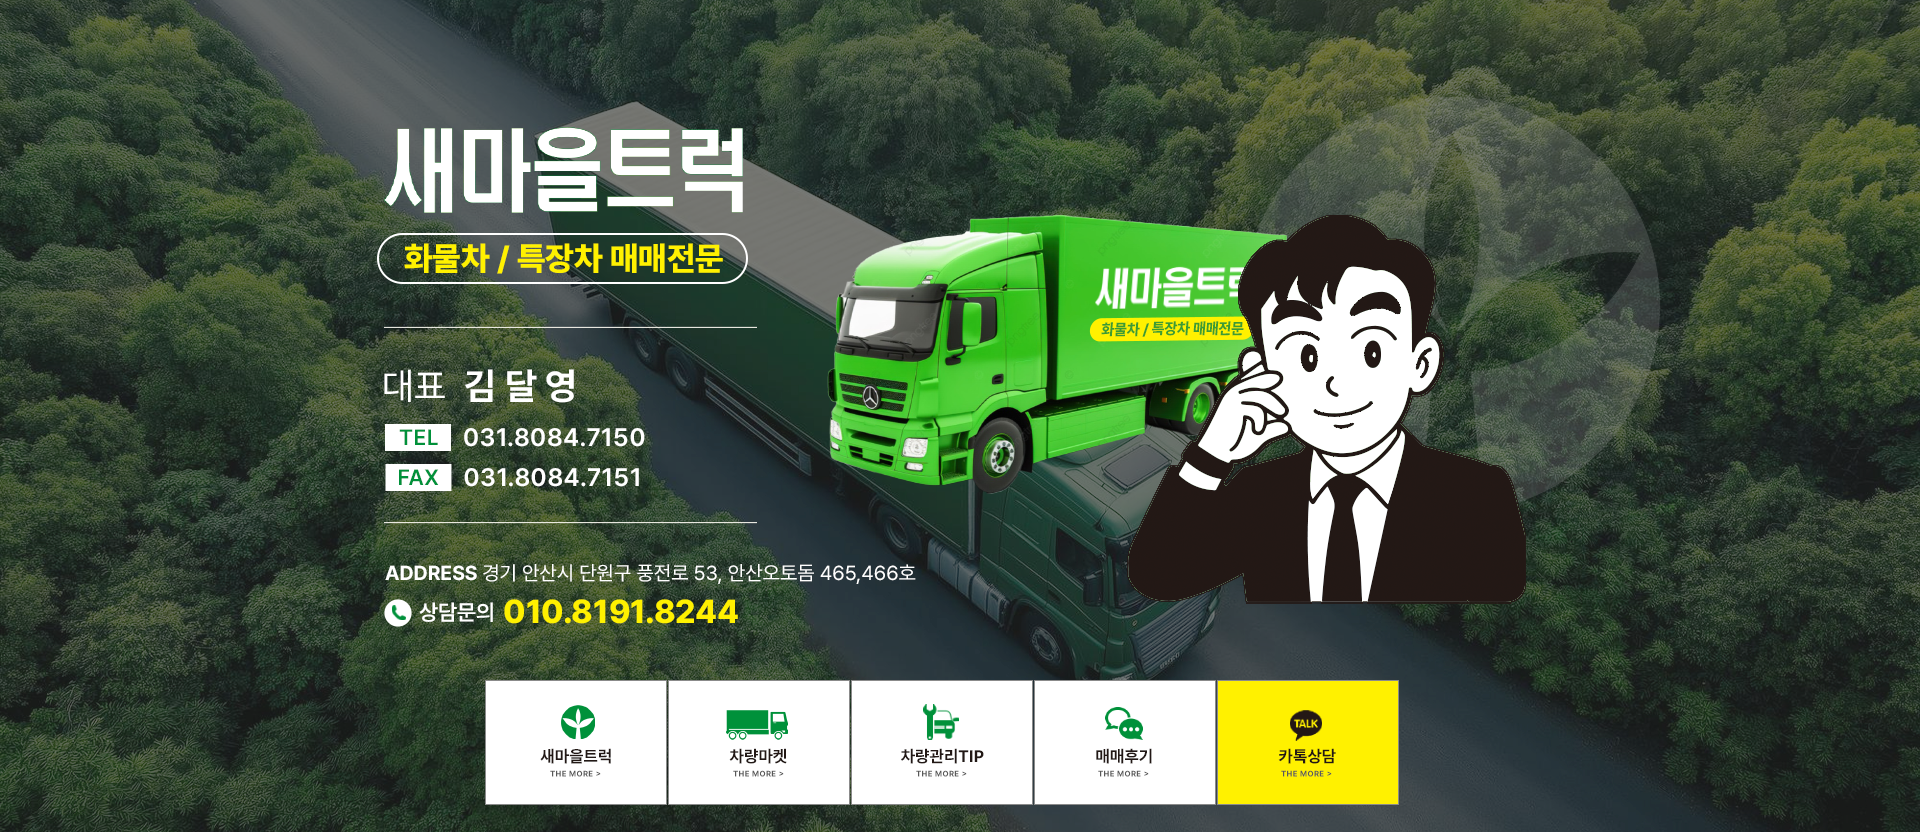 새마을트럭
화물차 / 특장차 매매전문
대표 김달영
TEL 031.8084.7150
FAX 031.8084.7151
ADDRESS 경기 안산시 단원구 풍전로 53, 안산오토돔 465,466호
상담문의 010.8191.8244
새마을트
화물차 / 특장차 매매전문
새마을트럭
THE MORE >
차량마켓
THE MORE >
차량관리TIP
THE MORE >
매매후기
THE MORE >
TALK
카톡상담
THE MORE >